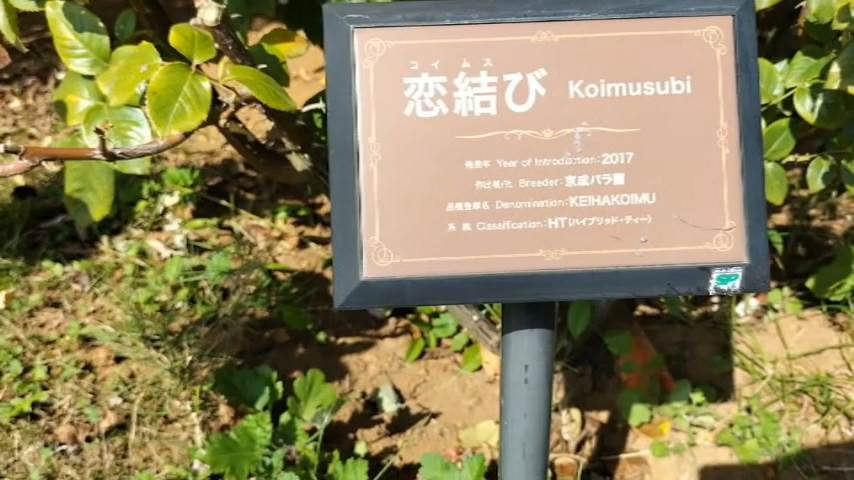 コイムス
恋結び Koimusubi
発表年 Year of Introduction：2017
作出者/社 Breeder：京成バラ園
品種登録名 Denomination：KEIHAKOIMU
系統 Classification：HT（ハイブリッド・ティー）